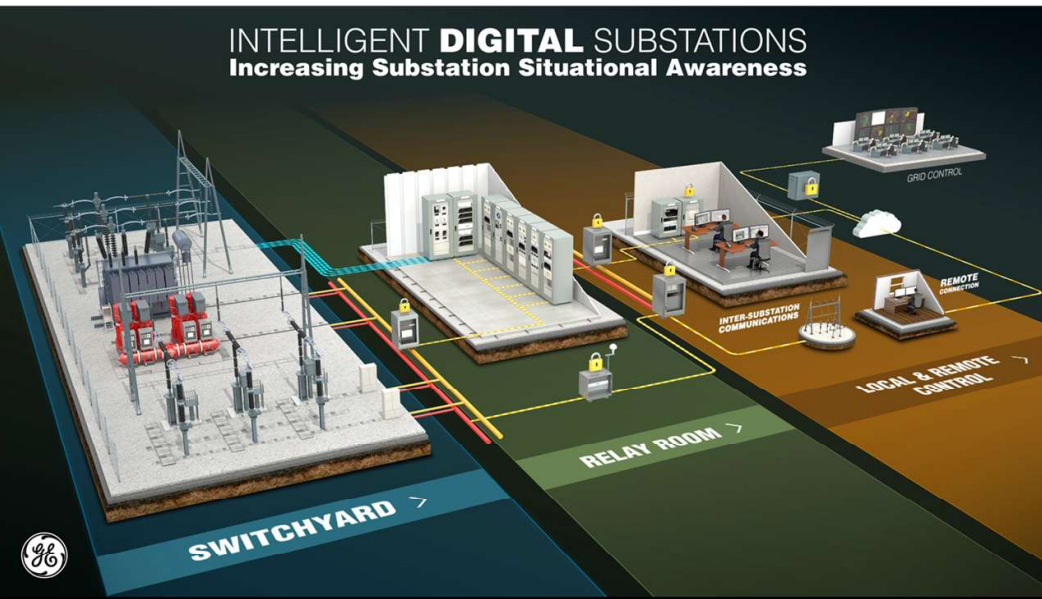 INTELLIGENT DIGITAL SUBSTATIONS
Increasing Substation Situational Awareness
GRID CONTROL
REMOTE
CONNECTION
INTER-SUBSTATION
COMMUNICATIONS
LOCAL & REMOTE
CONTROL
RELAY ROOM
SWITCHYARD
GE